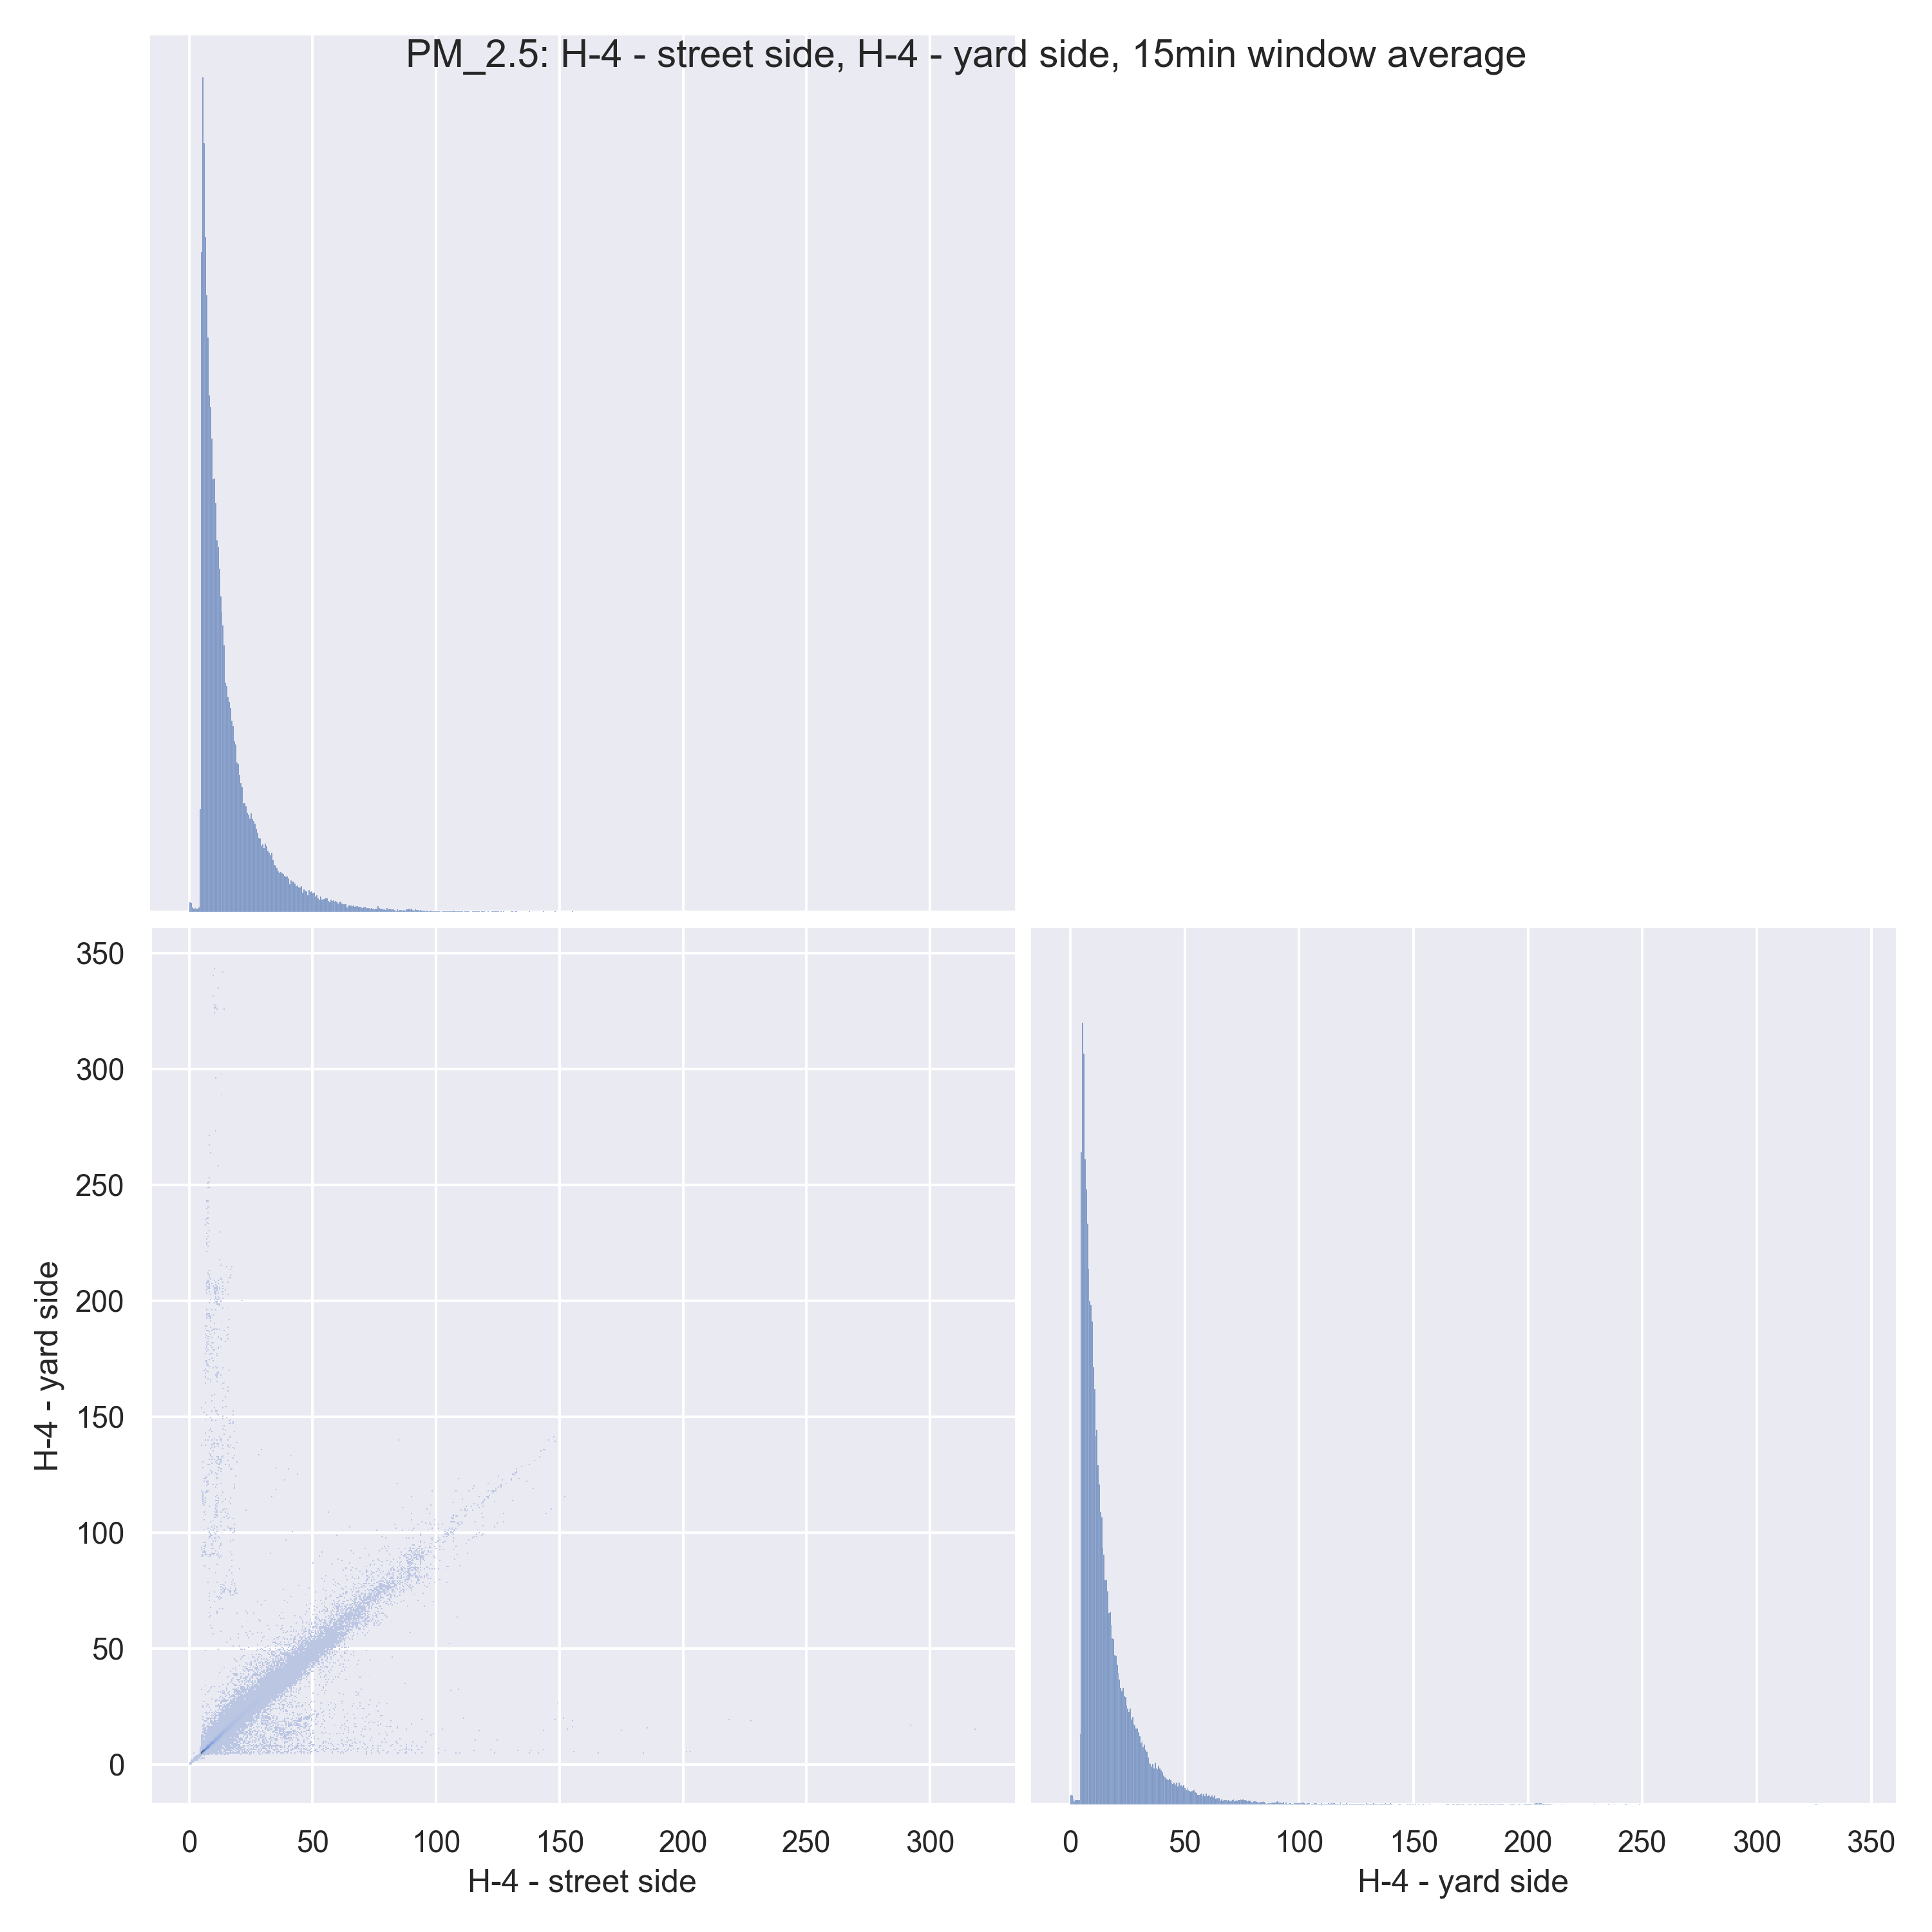 PM_2.5: H-4 - street side, H-4 - yard side, 15min window average
350
300
250
200
150
100
50
0
H-4 - yard side
0 50 100 150 200 250 300
H-4 - street side
0 50 100 150 200 250 300 350
H-4 - yard side